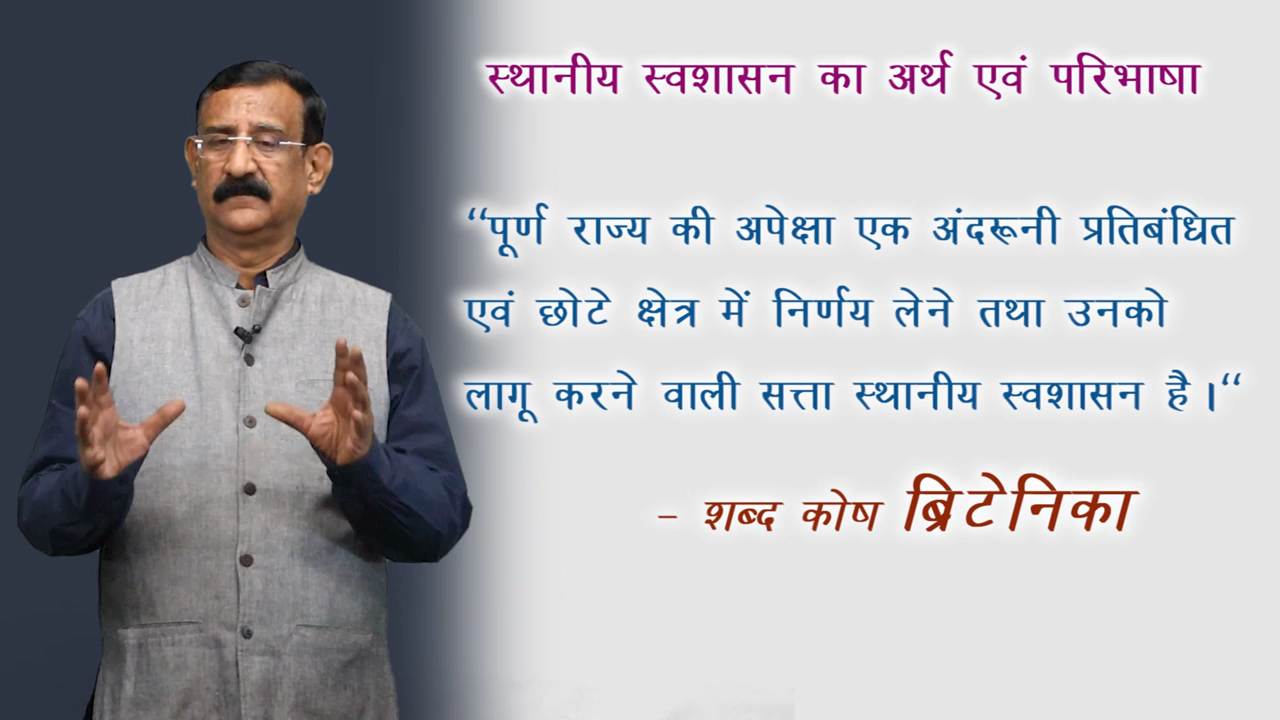 स्थानीय स्वशासन का अर्थ एवं परिभाषा
“पूर्ण राज्य की अपेक्षा एक अंदरूनी प्रतिबंधित
एवं छोटे क्षेत्र में निर्णय लेने तथा उनको
लागू करने वाली सत्ता स्थानीय स्वशासन है।“
– शब्द कोष ब्रिटेनिका